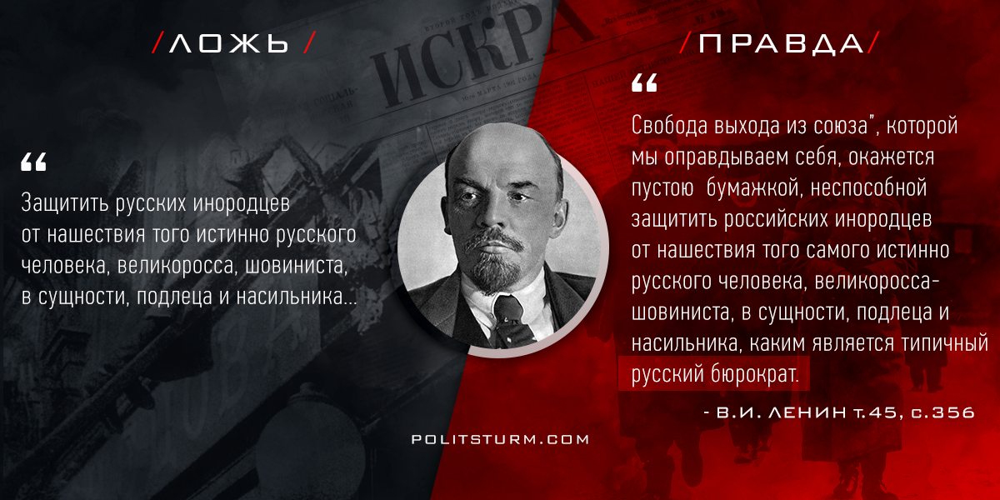 /ЛОЖЬ /
/ПРАВДА/
ИСКРА
“
Защитить русских инородцев
от нашествия того истинно русского
человека, великоросса, шовиниста,
в сущности, подлеца и насильника...
“
Свобода выхода из союза”, которой
мы оправдываем себя, окажется
пустою бумажкой, неспособной
защитить российских инородцев
от нашествия того самого истинно
русского человека, великоросса-
шовиниста, в сущности, подлеца и
насильника, каким является типичный
русский бюрократ.
- В.И. ЛЕНИН т.45, с.356
POLITSTURM.COM